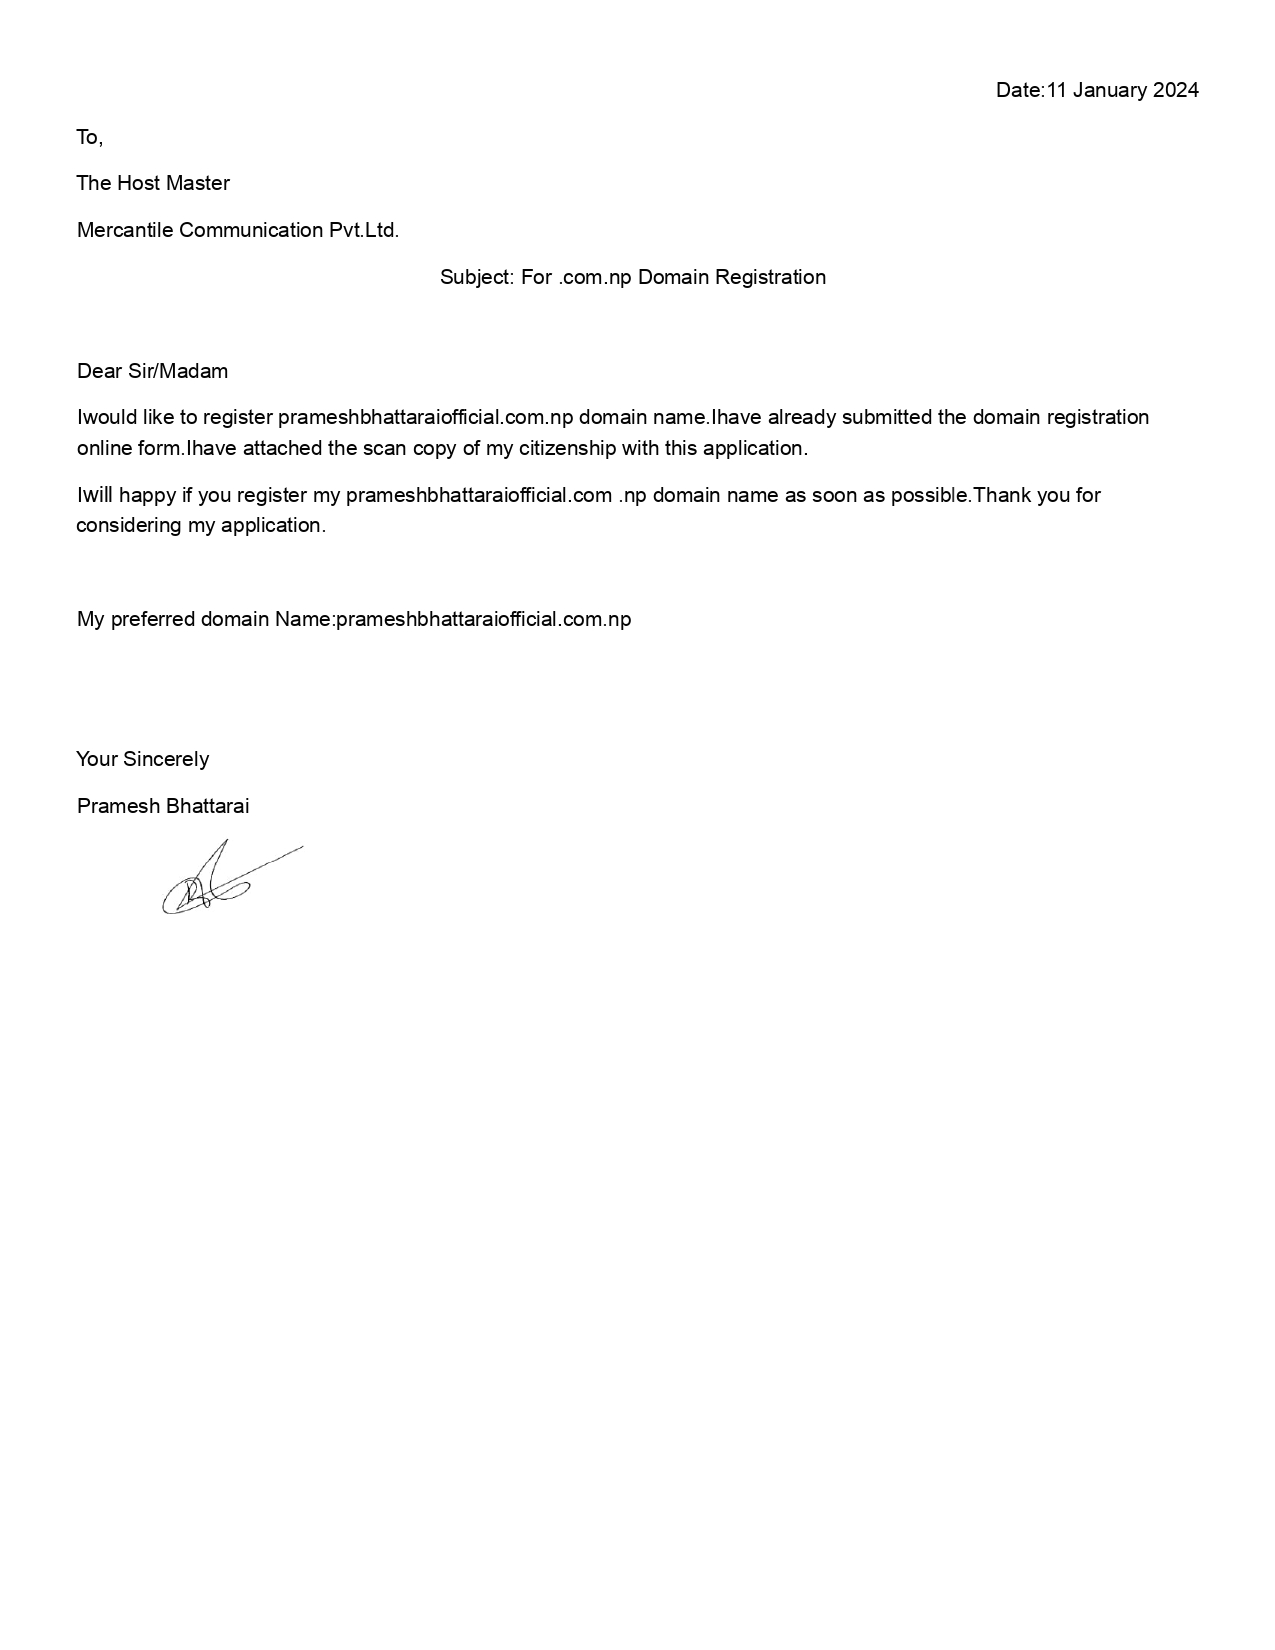 Date:11 January 2024
To,
The Host Master
Mercantile Communication Pvt.Ltd.
Subject: For .com.np Domain Registration
Dear Sir/Madam
Iwould like to register prameshbhattaraiofficial.com.np domain name.Ihave already submitted the domain registration
online form.Ihave attached the scan copy of my citizenship with this application.
Iwill happy if you register my prameshbhattaraiofficial.com .np domain name as soon as possible.Thank you for
considering my application.
My preferred domain Name:prameshbhattaraiofficial.com.np
Your Sincerely
Pramesh Bhattarai